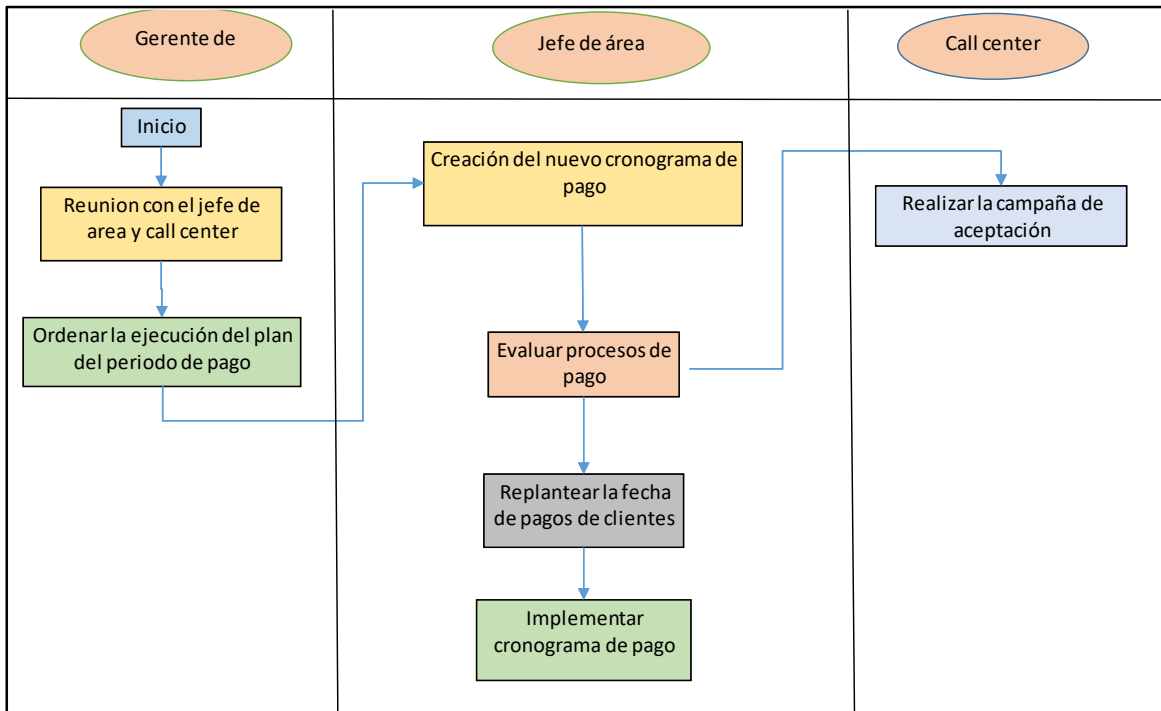 Gerente de
Jefe de área
Call center
Inicio
Reunion con el jefe de
area y call center
Ordenar la ejecución del plan
del periodo de pago
Creación del nuevo cronograma de
pago
Evaluar procesos de
pago
Replantear la fecha
de pagos de clientes
Implementar
cronograma de pago
Realizar la campaña de
aceptación